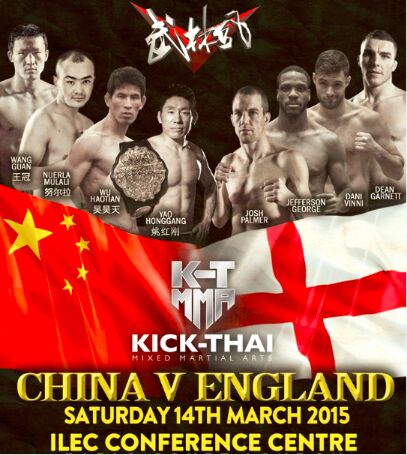 武林风
WANG
GUAN
王冠
NUERLA
MULALI
努尔拉
WU
HAOTIAN
吴昊天
YAO
HONGGANG
姚红刚
JOSH
PALMER
JEFFERSON
GEORGE
DANI
VINNI
DEAN
GARNETT
K-T
MMA
KICK-THAI
MIXED MARTIAL ARTS
CHINA V ENGLAND
SATURDAY 14TH MARCH 2015
ILEC CONFERENCE CENTRE